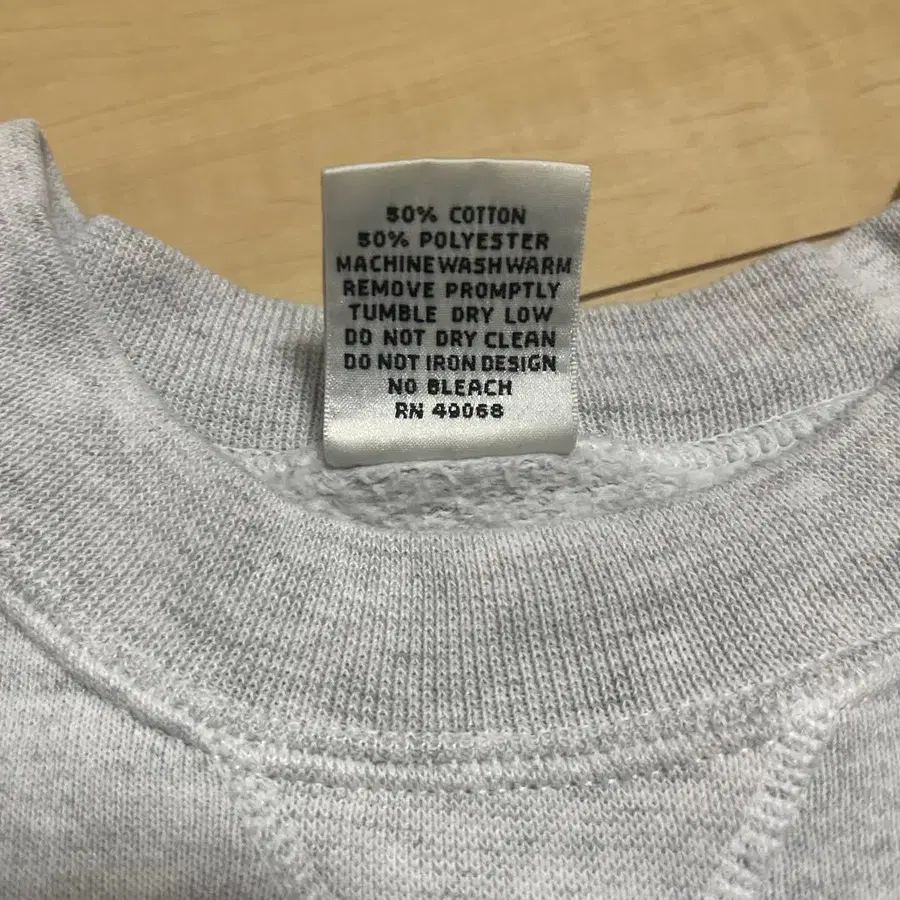 50% COTTON
50% POLYESTER
MACHINE WASH WARM
REMOVE PROMPTLY
TUMBLE DRY LOW
DO NOT DRY CLEAN
DO NOT IRON DESIGN
NO BLEACH
RN 49068